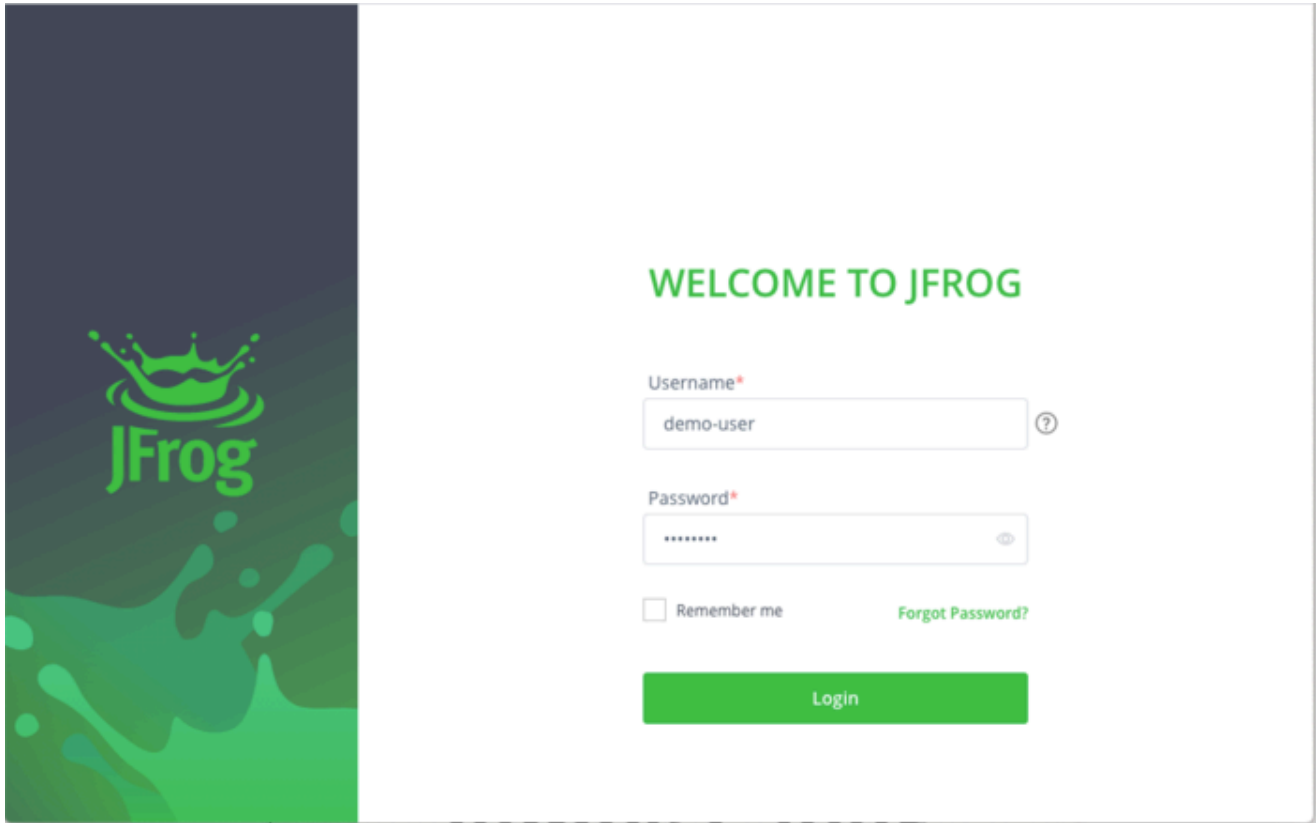 JFrog
WELCOME TO JFROG
Username*
demo-user
?
Password*
••••••••
Remember me
Forgot Password?
Login